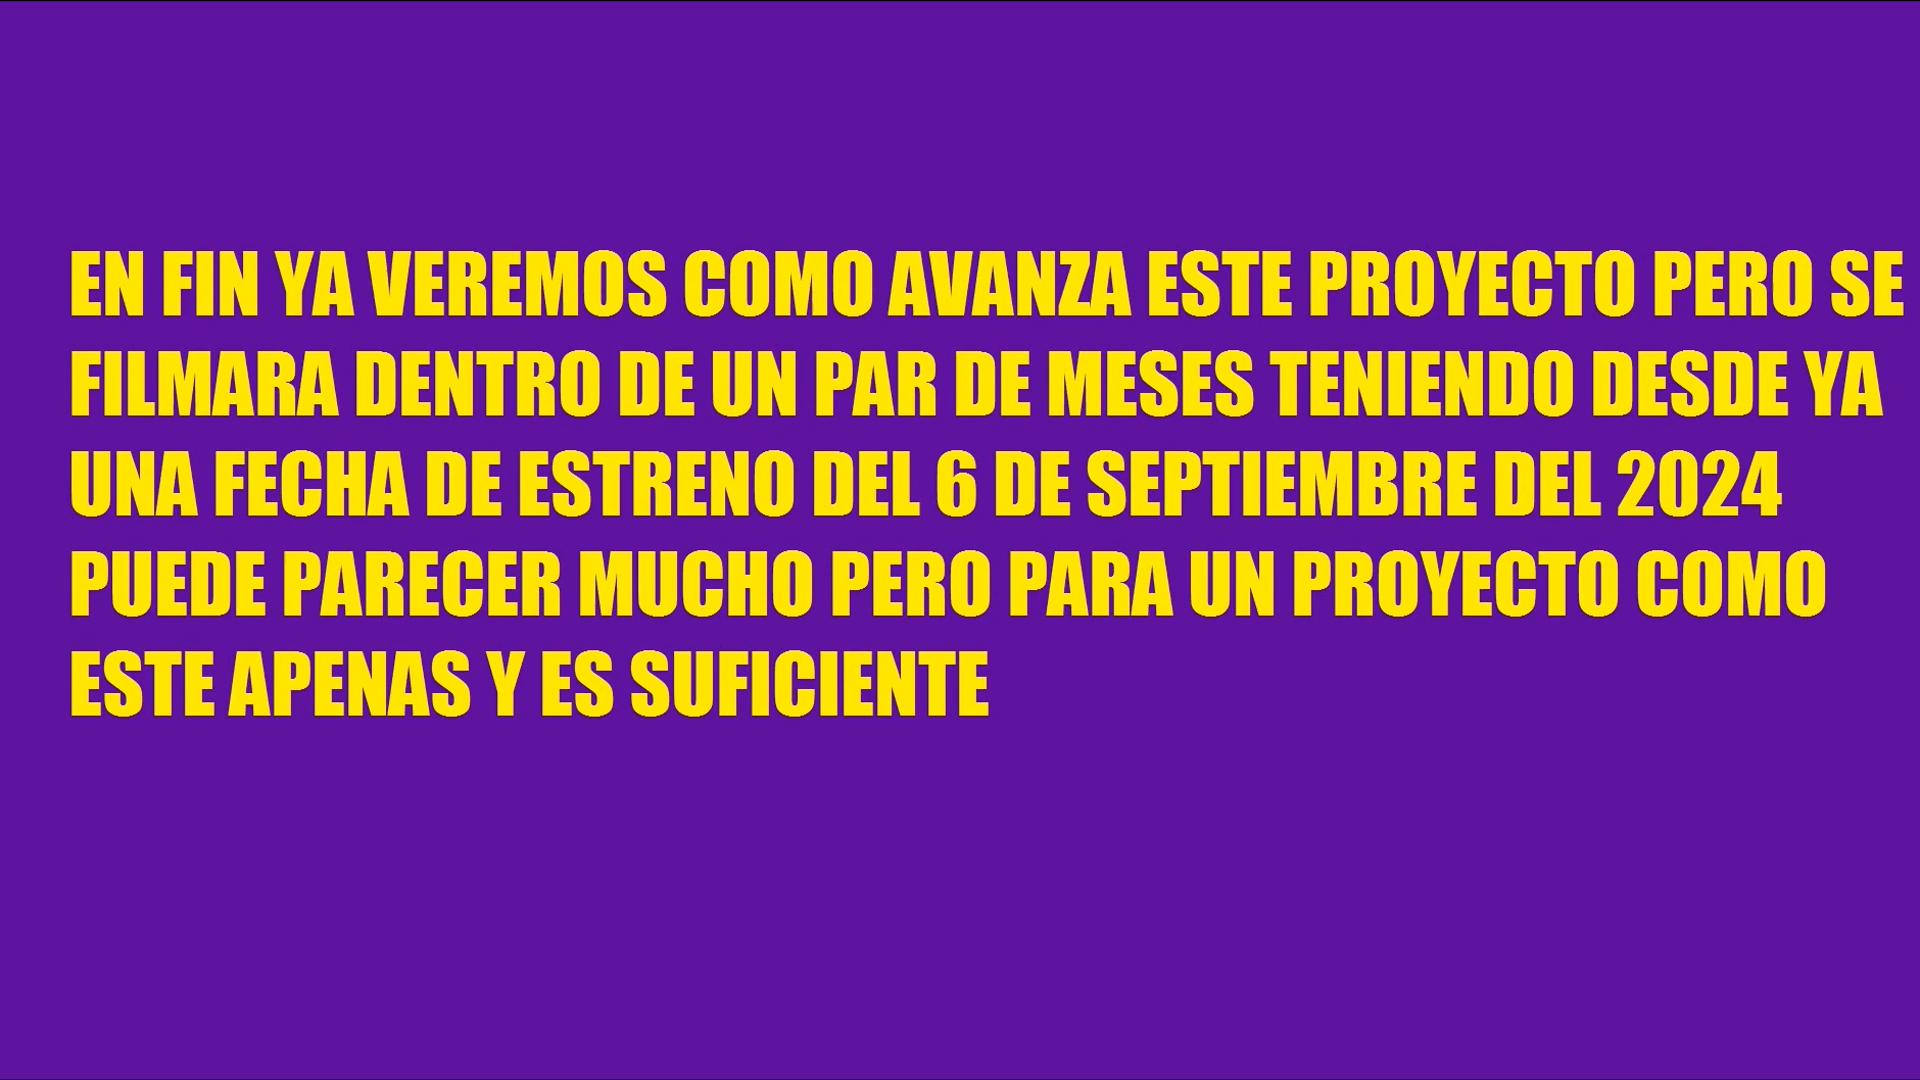 EN FIN YA VEREMOS COMO AVANZA ESTE PROYECTO PERO SE
FILMARA DENTRO DE UN PAR DE MESES TENIENDO DESDE YA
UNA FECHA DE ESTRENO DEL 6 DE SEPTIEMBRE DEL 2024
PUEDE PARECER MUCHO PERO PARA UN PROYECTO COMO
ESTE APENAS Y ES SUFICIENTE